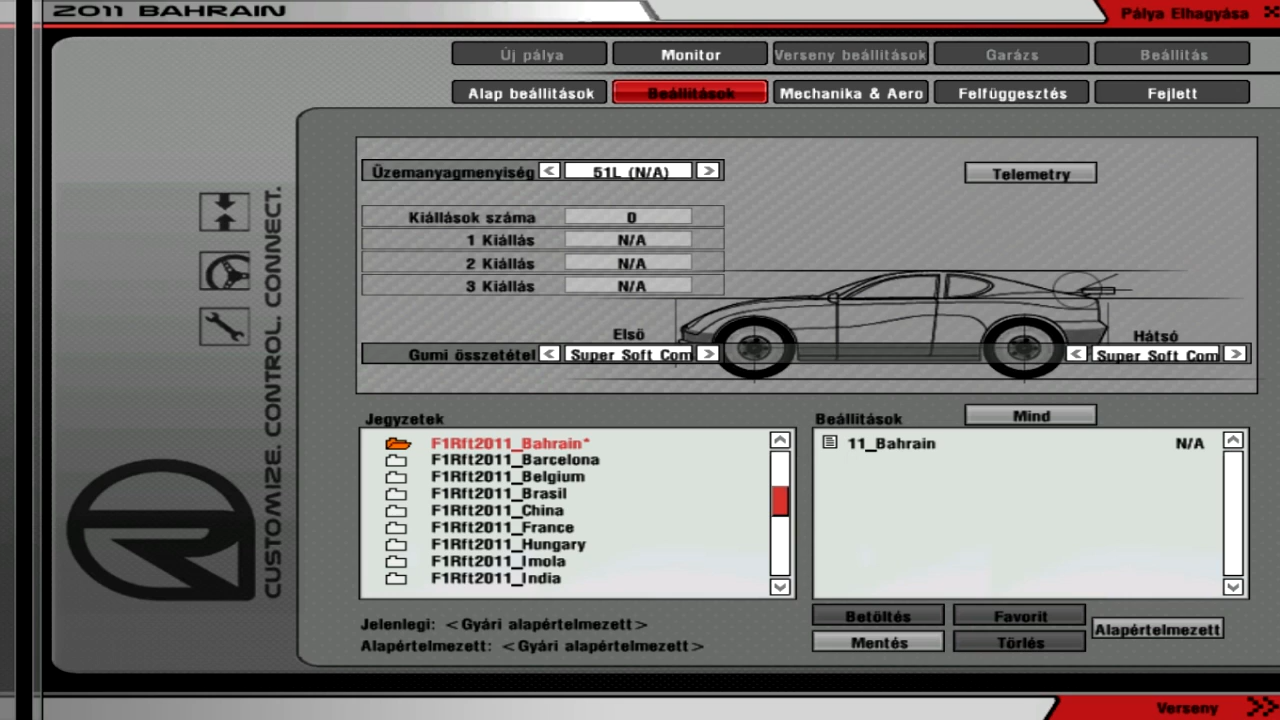 2011 BAHRAIN
Pálya Elhagyása
Új pálya Monitor Verseny beállítások Garázs Beállítás
Alap beállítások Beállítások Mechanika & Aero Felfüggesztés Fejlett
Üzemanyagmenyiség < 51L (N/A) >
Telemetry
Kiállások száma 0
1 Kiállás N/A
2 Kiállás N/A
3 Kiállás N/A
Elsö
Hátsó
Gumi összetétel < Super Soft Com >
< Super Soft Com >
CUSTOMIZE. CONTROL. CONNECT.
Jegyzetek
F1Rft2011_Bahrain*
F1Rft2011_Barcelona
F1Rft2011_Belgium
F1Rft2011_Brasil
F1Rft2011_China
F1Rft2011_France
F1Rft2011_Hungary
F1Rft2011_Imola
F1Rft2011_India
Beállítások
Mind
11_Bahrain N/A
Jelenlegi: <Gyári alapértelmezett>
Alapértelmezett: <Gyári alapértelmezett>
Betöltés Favorit
Alapértelmezett
Mentés Törlés
Verseny